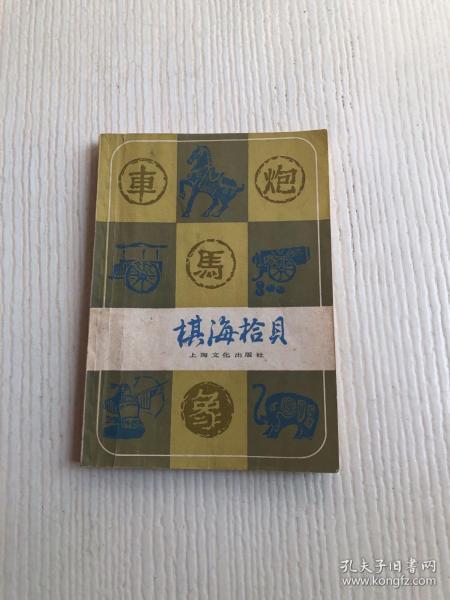 車
炮
馬
棋海拾貝
上海文化出版社
象
孔夫子旧书网
www.kongfz.com